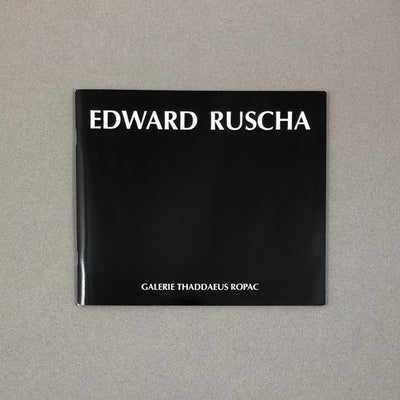 EDWARD RUSCHA
GALERIE THADDAEUS ROPAC